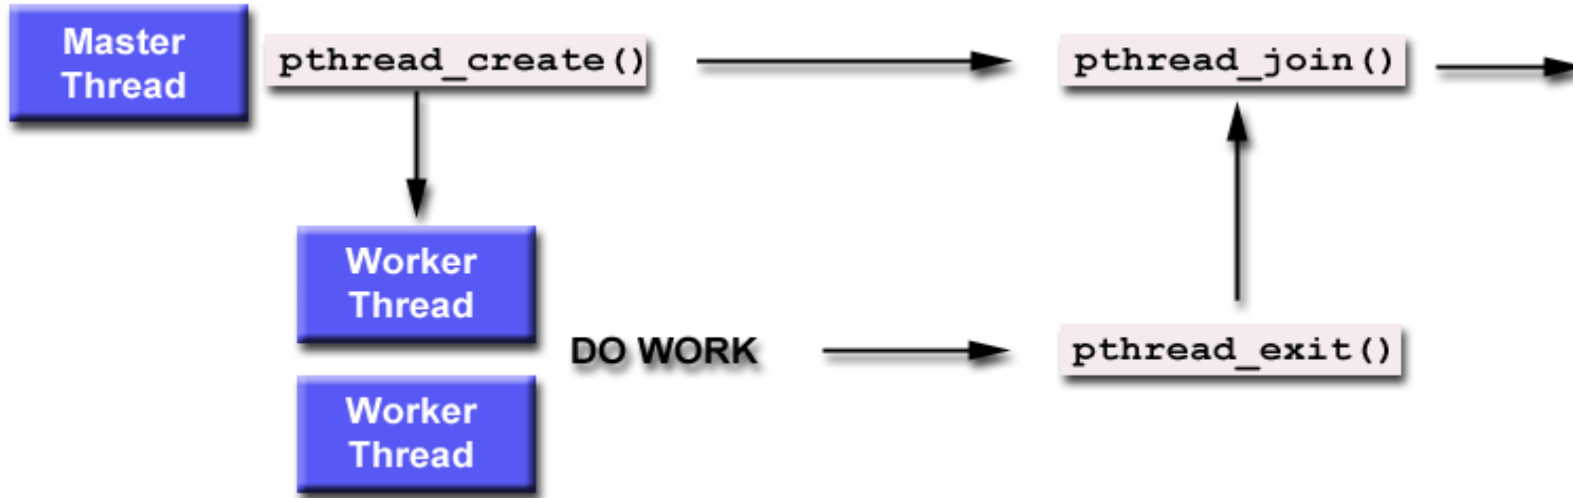 Master
Thread
pthread_create()
pthread_join()
Worker
Thread
DO WORK
pthread_exit()
Worker
Thread